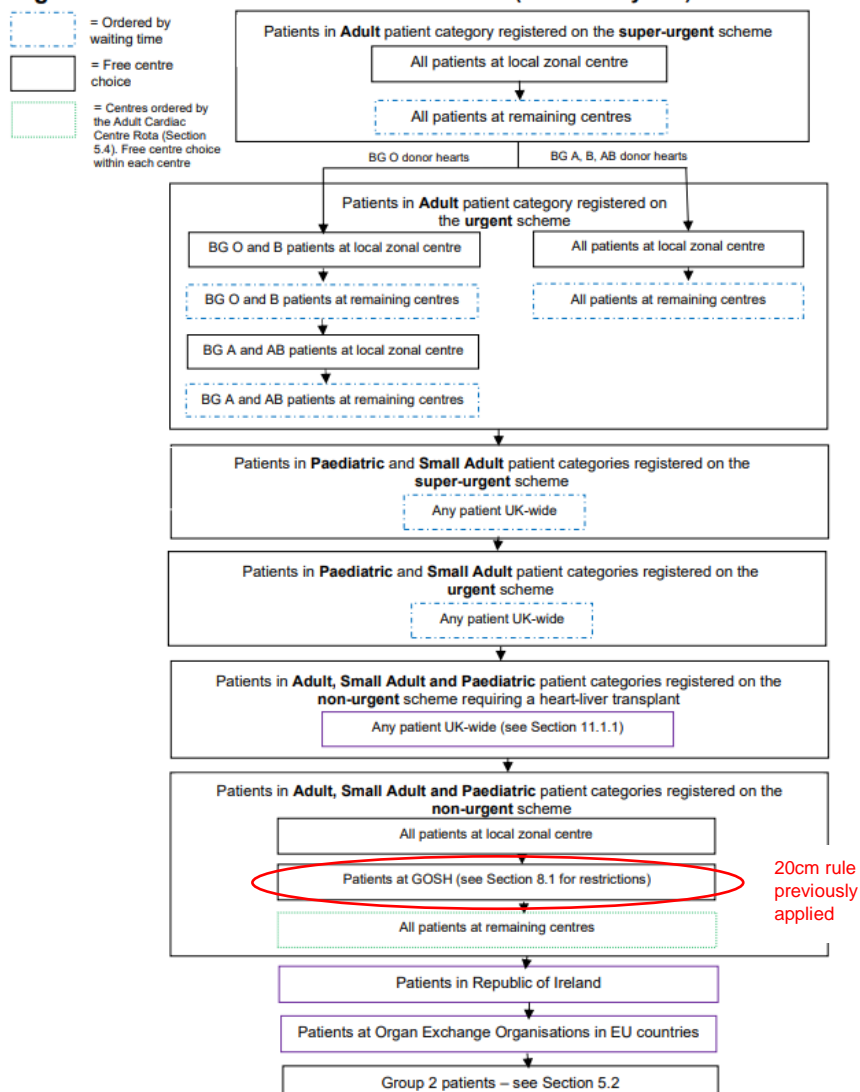 = Ordered by
waiting time
= Free centre
choice
= Centres ordered by
the Adult Cardiac
Centre Rota (Section
5.4). Free centre choice
within each centre
Patients in Adult patient category registered on the super-urgent scheme
All patients at local zonal centre
All patients at remaining centres
BG O donor hearts
BG A, B, AB donor hearts
Patients in Adult patient category registered on
the urgent scheme
BG O and B patients at local zonal centre
All patients at local zonal centre
BG O and B patients at remaining centres
All patients at remaining centres
BG A and AB patients at local zonal centre
BG A and AB patients at remaining centres
Patients in Paediatric and Small Adult patient categories registered on the
super-urgent scheme
Any patient UK-wide
Patients in Paediatric and Small Adult patient categories registered on the
urgent scheme
Any patient UK-wide
Patients in Adult, Small Adult and Paediatric patient categories registered on the
non-urgent scheme requiring a heart-liver transplant
Any patient UK-wide (see Section 11.1.1)
Patients in Adult, Small Adult and Paediatric patient categories registered on the
non-urgent scheme
All patients at local zonal centre
Patients at GOSH (see Section 8.1 for restrictions)
20cm rule
previously
applied
All patients at remaining centres
Patients in Republic of Ireland
Patients at Organ Exchange Organisations in EU countries
Group 2 patients – see Section 5.2